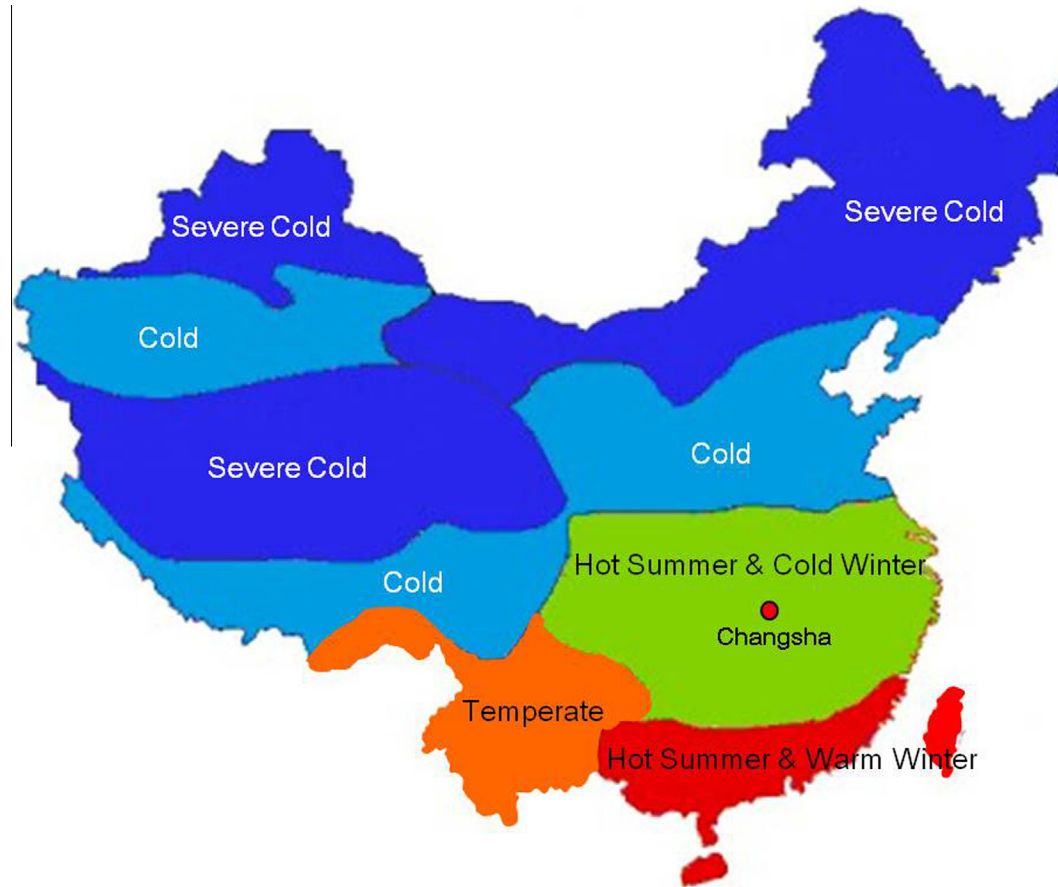 Severe Cold
Severe Cold
Cold
Cold
Severe Cold
Hot Summer & Cold Winter
Cold
Changsha
Temperate
Hot Summer & Warm Winter